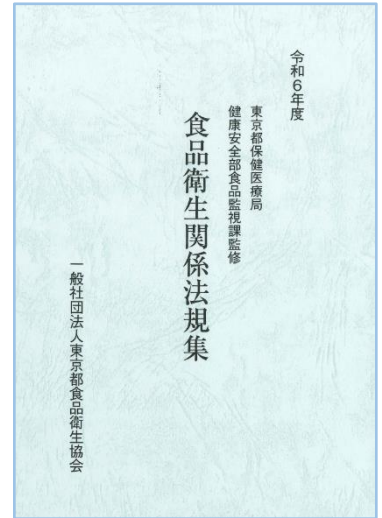 令和6年度
東京都保健医療局
健康安全部食品監視課監修
食品衛生関係法規集
一般社団法人東京都食品衛生協会